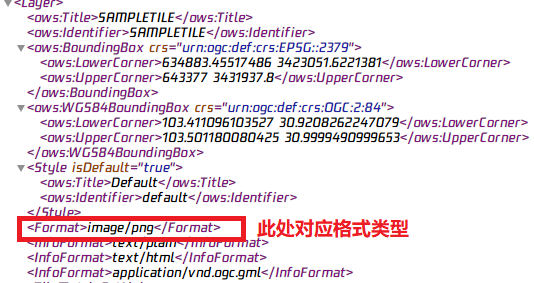 <Layer>
<ows:Title>SAMPLETILE</ows:Title>
<ows:Identifier>SAMPLETILE</ows:Identifier>
<ows:BoundingBox crs="urn:ogc:def:crs:EPSG::2379">
<ows:LowerCorner>634883.45517486 3423051.6221381</ows:LowerCorner>
<ows:UpperCorner>643377 3431937.8</ows:UpperCorner>
</ows:BoundingBox>
<ows:WGS84BoundingBox crs="urn:ogc:def:crs:OGC:2:84">
<ows:LowerCorner>103.411096103527 30.9208262247079</ows:LowerCorner>
<ows:UpperCorner>103.501180080425 30.9999490999653</ows:UpperCorner>
</ows:WGS84BoundingBox>
<Style isDefault="true">
<ows:Title>Default</ows:Title>
<ows:Identifier>default</ows:Identifier>
</Style>
<Format>image/png</Format> 此处对应格式类型
<InfoFormat>text/plain</InfoFormat>
<InfoFormat>text/html</InfoFormat>
<InfoFormat>application/vnd.ogc.gml</InfoFormat>